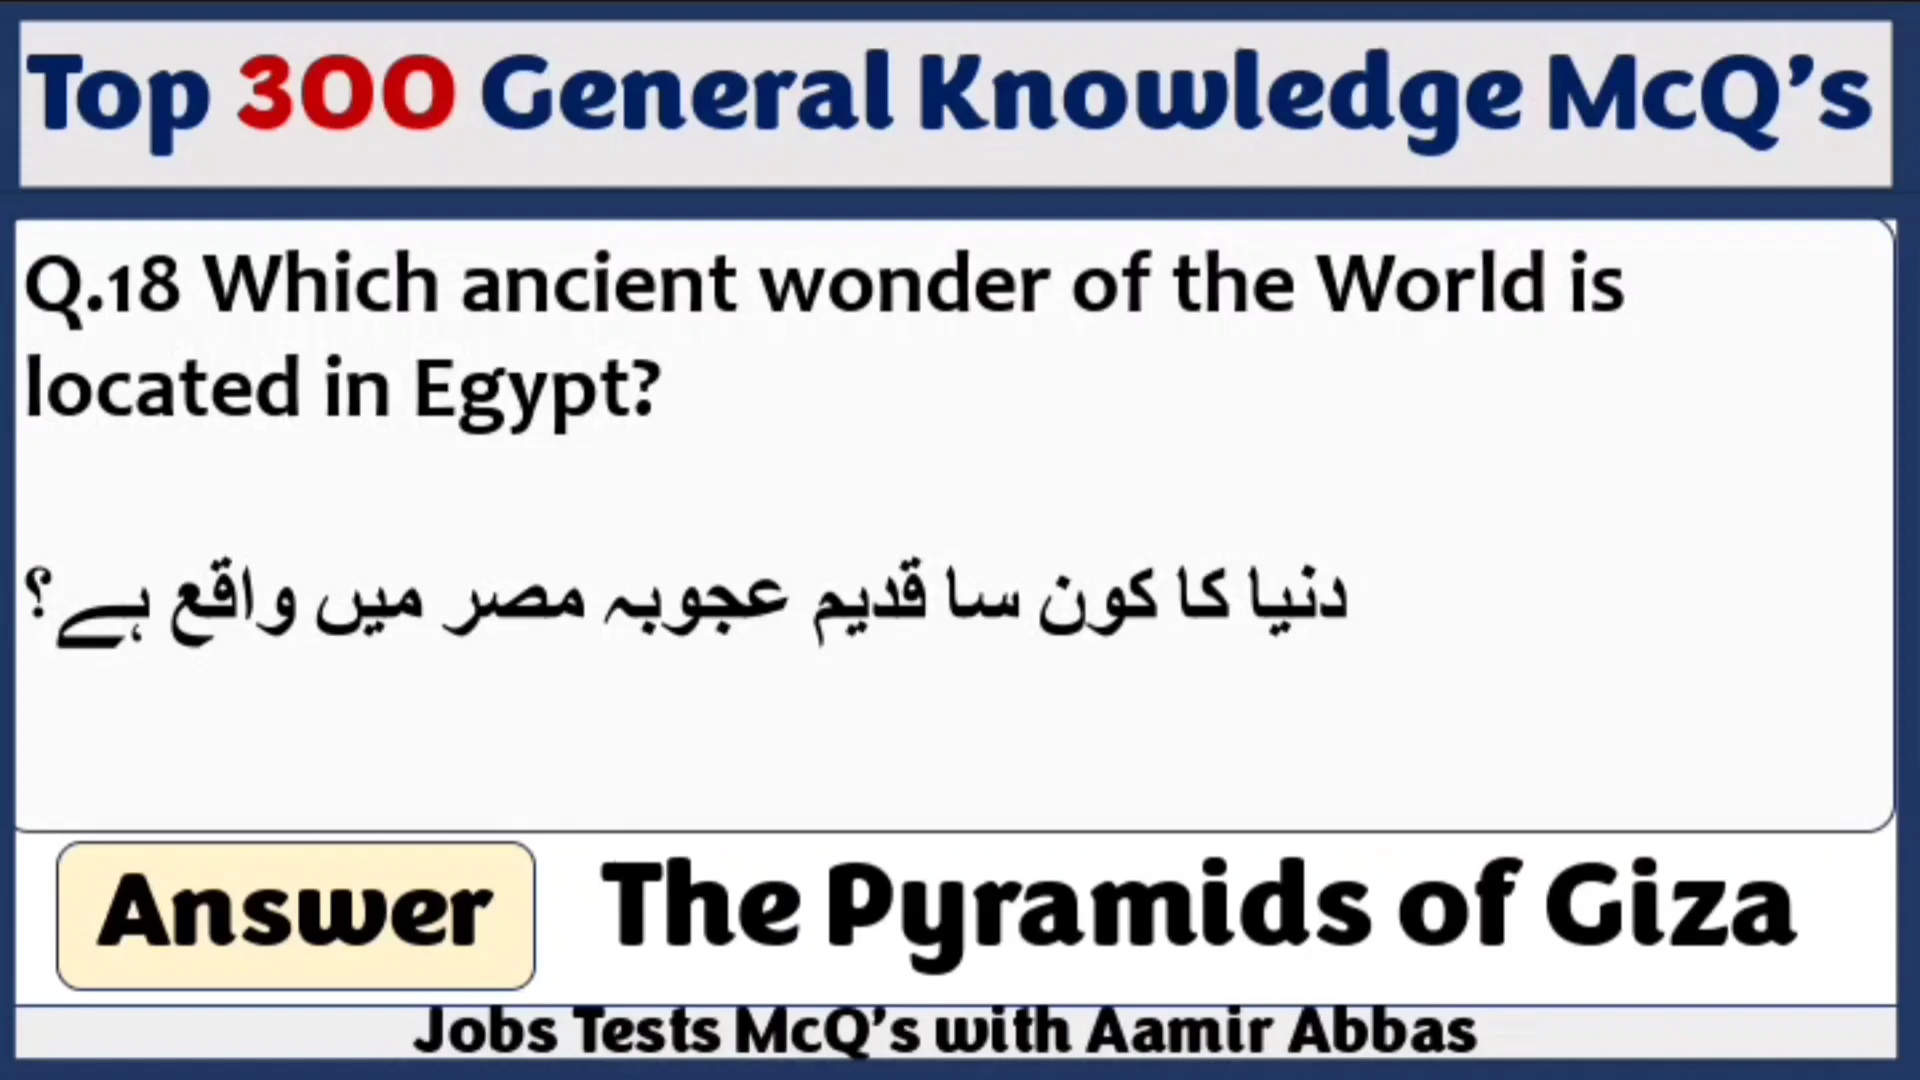 Top 300 General Knowledge McQ's
Q.18 Which ancient wonder of the World is
located in Egypt?
دنیا کا کون سا قدیم عجوبہ مصر میں واقع ہے؟
Answer The Pyramids of Giza
Jobs Tests McQ's with Aamir Abbas